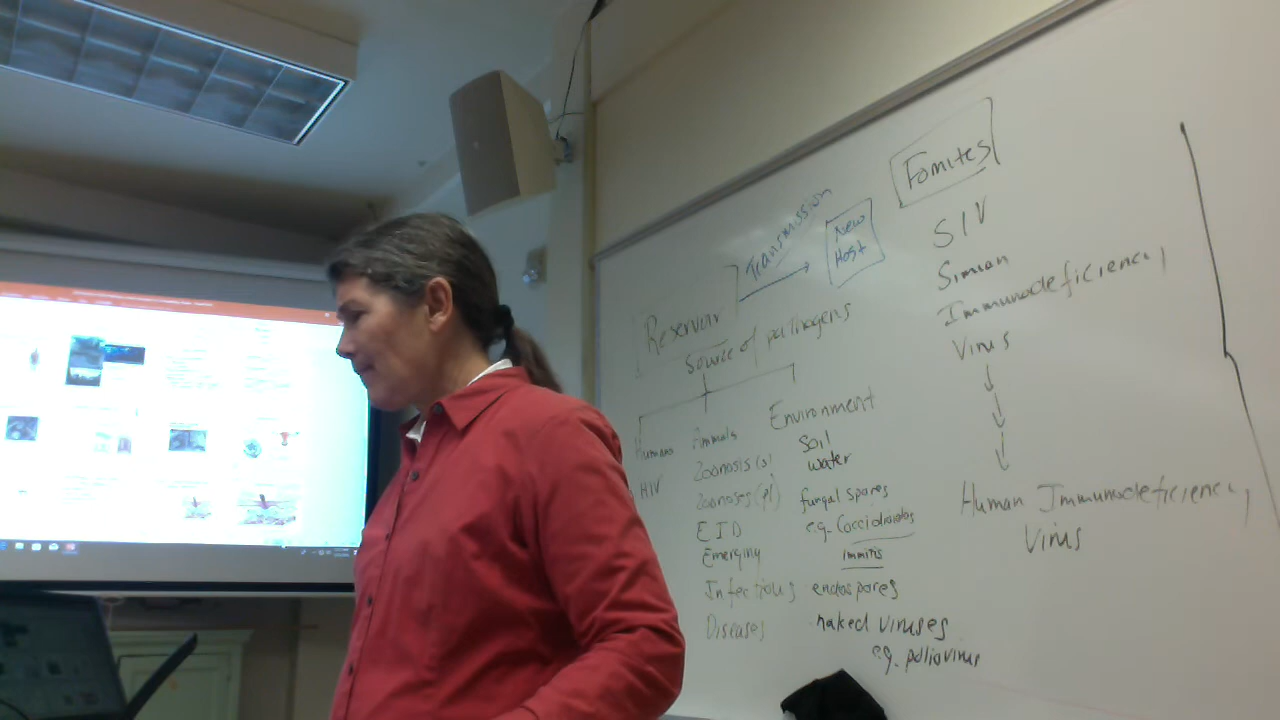 Fomites
Transmission
New
Host
Reservoir
Source of pathogens
SIV
Simian
Immunodeficiency
Virus
Humans
HIV
Animals
Zoonosis (s)
Zoonoses (pl)
EID
Emerging
Infectious
Diseases
Environment
Soil
water
fungal spores
e.g. Coccidioides
immitis
endospores
naked viruses
e.g. poliovirus
Human Immunodeficiency
Virus